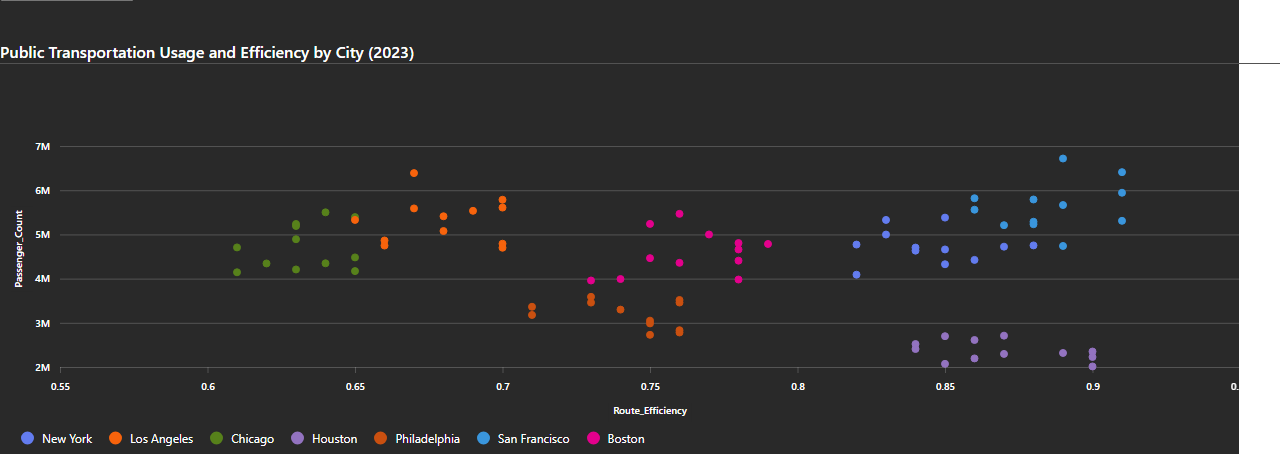 Public Transportation Usage and Efficiency by City (2023)
7M
6M
5M
4M
3M
2M
Passenger_Count
0.55 0.6 0.65 0.7 0.75 0.8 0.85 0.9 0.
Route_Efficiency
New York Los Angeles Chicago Houston Philadelphia San Francisco Boston